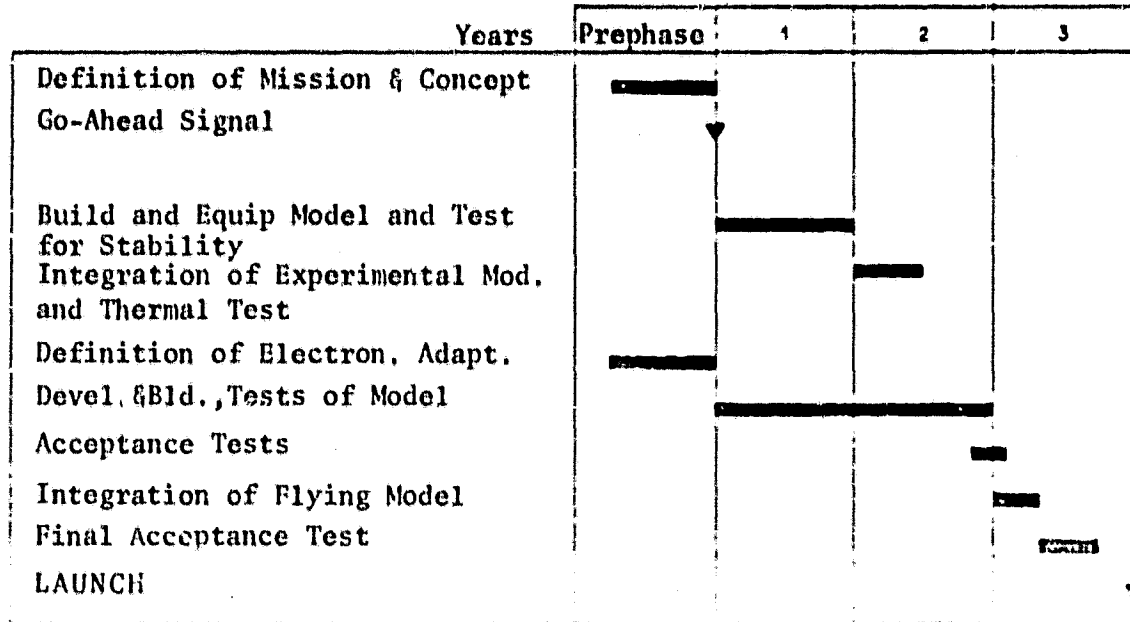 Years Prephase 1 2 3
Definition of Mission & Concept
Go-Ahead Signal
Build and Equip Model and Test
for Stability
Integration of Experimental Mod.
and Thermal Test
Definition of Electron. Adapt.
Devel.&Bld.,Tests of Model
Acceptance Tests
Integration of Flying Model
Final Acceptance Test
LAUNCH